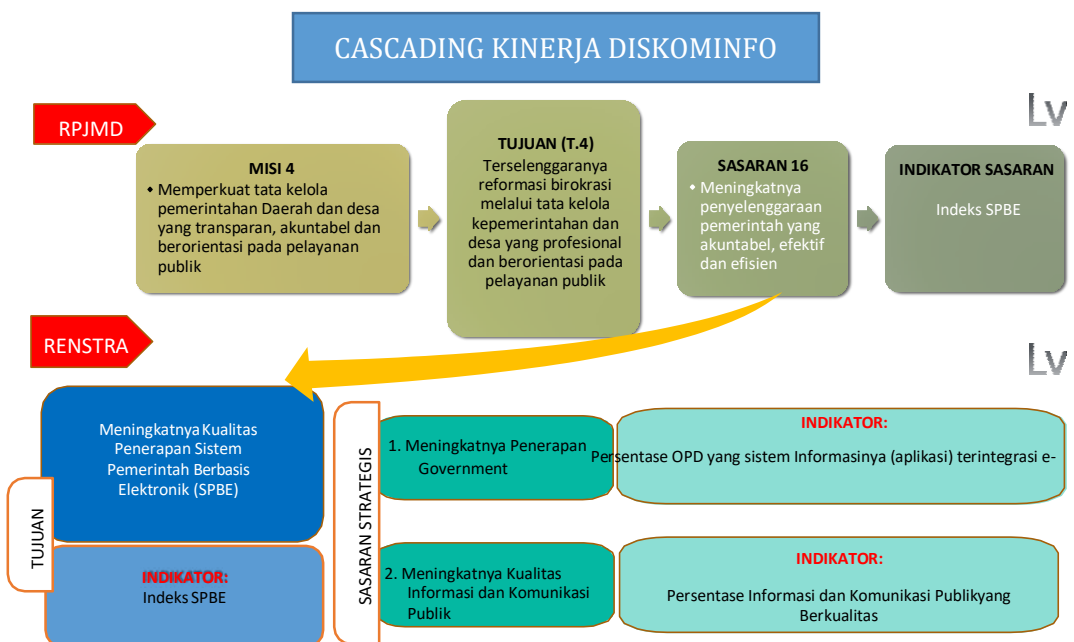 CASCADING KINERJA DISKOMINFO
RPJMD
Lv
MISI 4
• Memperkuat tata kelola
pemerintahan Daerah dan desa
yang transparan, akuntabel dan
berorientasi pada pelayanan
publik
TUJUAN (T.4)
Terselenggaranya
reformasi birokrasi
melalui tata kelola
kepemerintahan dan
desa yang profesional
dan berorientasi pada
pelayanan publik
SASARAN 16
• Meningkatnya
penyelenggaraan
pemerintah yang
akuntabel, efektif
dan efisien
INDIKATOR SASARAN
Indeks SPBE
RENSTRA
Lv
TUJUAN
Meningkatnya Kualitas
Penerapan Sistem
Pemerintah Berbasis
Elektronik (SPBE)
INDIKATOR:
Indeks SPBE
SASARAN STRATEGIS
1. Meningkatnya Penerapan
Government
INDIKATOR:
Persentase OPD yang sistem Informasinya (aplikasi) terintegrasi e-
2. Meningkatnya Kualitas
Informasi dan Komunikasi
Publik
INDIKATOR:
Persentase Informasi dan Komunikasi Publikyang
Berkualitas